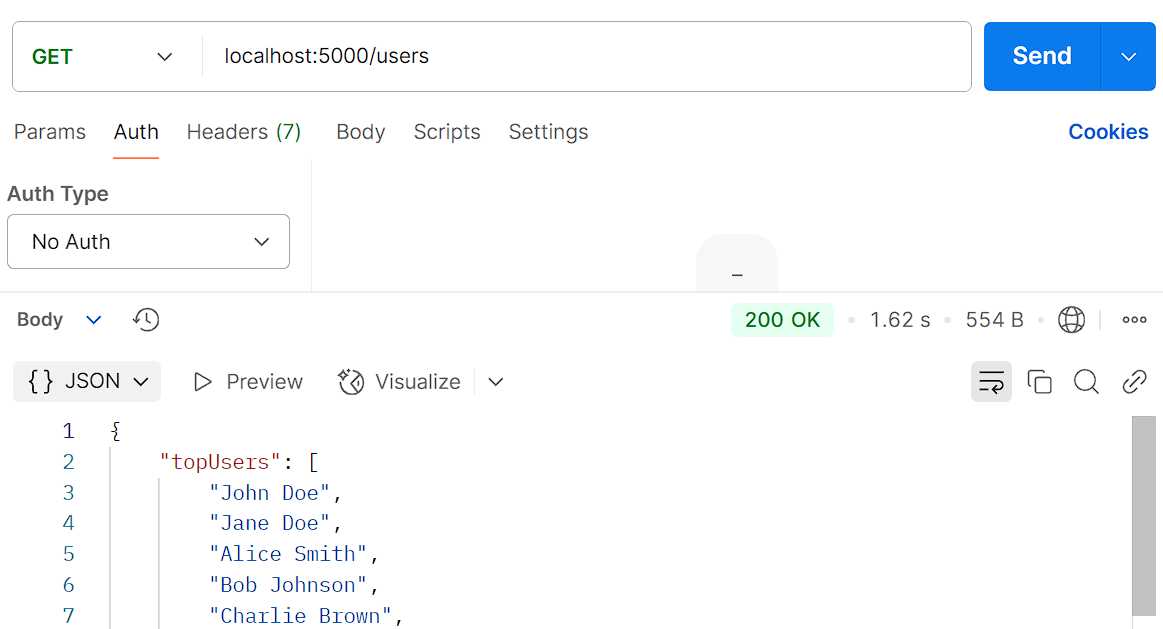 GET localhost:5000/users Send
Params Auth Headers (7) Body Scripts Settings Cookies
Auth Type
No Auth
Body 200 OK 1.62 s 554 B
{} JSON Preview Visualize
1 {
2 "topUsers": [
3 "John Doe",
4 "Jane Doe",
5 "Alice Smith",
6 "Bob Johnson",
7 "Charlie Brown",